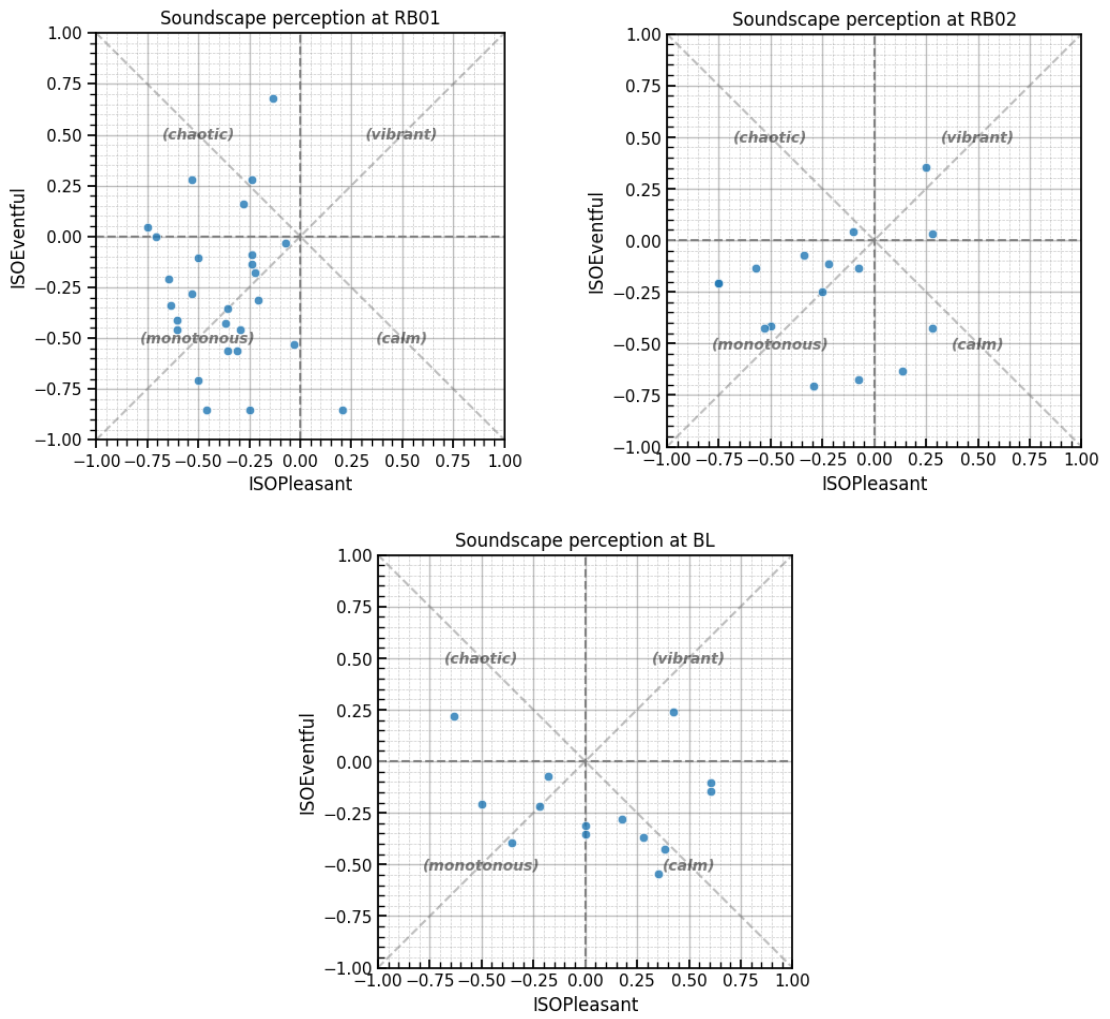 Soundscape perception at RB01
1.00
0.75
0.50
0.25
0.00
−0.25
−0.50
−0.75
−1.00
ISOEventful
(chaotic) (vibrant)
(monotonous) (calm)
−1.00 −0.75 −0.50 −0.25 0.00 0.25 0.50 0.75 1.00
ISOPleasant
Soundscape perception at RB02
1.00
0.75
0.50
0.25
0.00
−0.25
−0.50
−0.75
−1.00
ISOEventful
(chaotic) (vibrant)
(monotonous) (calm)
−1.00 −0.75 −0.50 −0.25 0.00 0.25 0.50 0.75 1.00
ISOPleasant
Soundscape perception at BL
1.00
0.75
0.50
0.25
0.00
−0.25
−0.50
−0.75
−1.00
ISOEventful
(chaotic) (vibrant)
(monotonous) (calm)
−1.00 −0.75 −0.50 −0.25 0.00 0.25 0.50 0.75 1.00
ISOPleasant